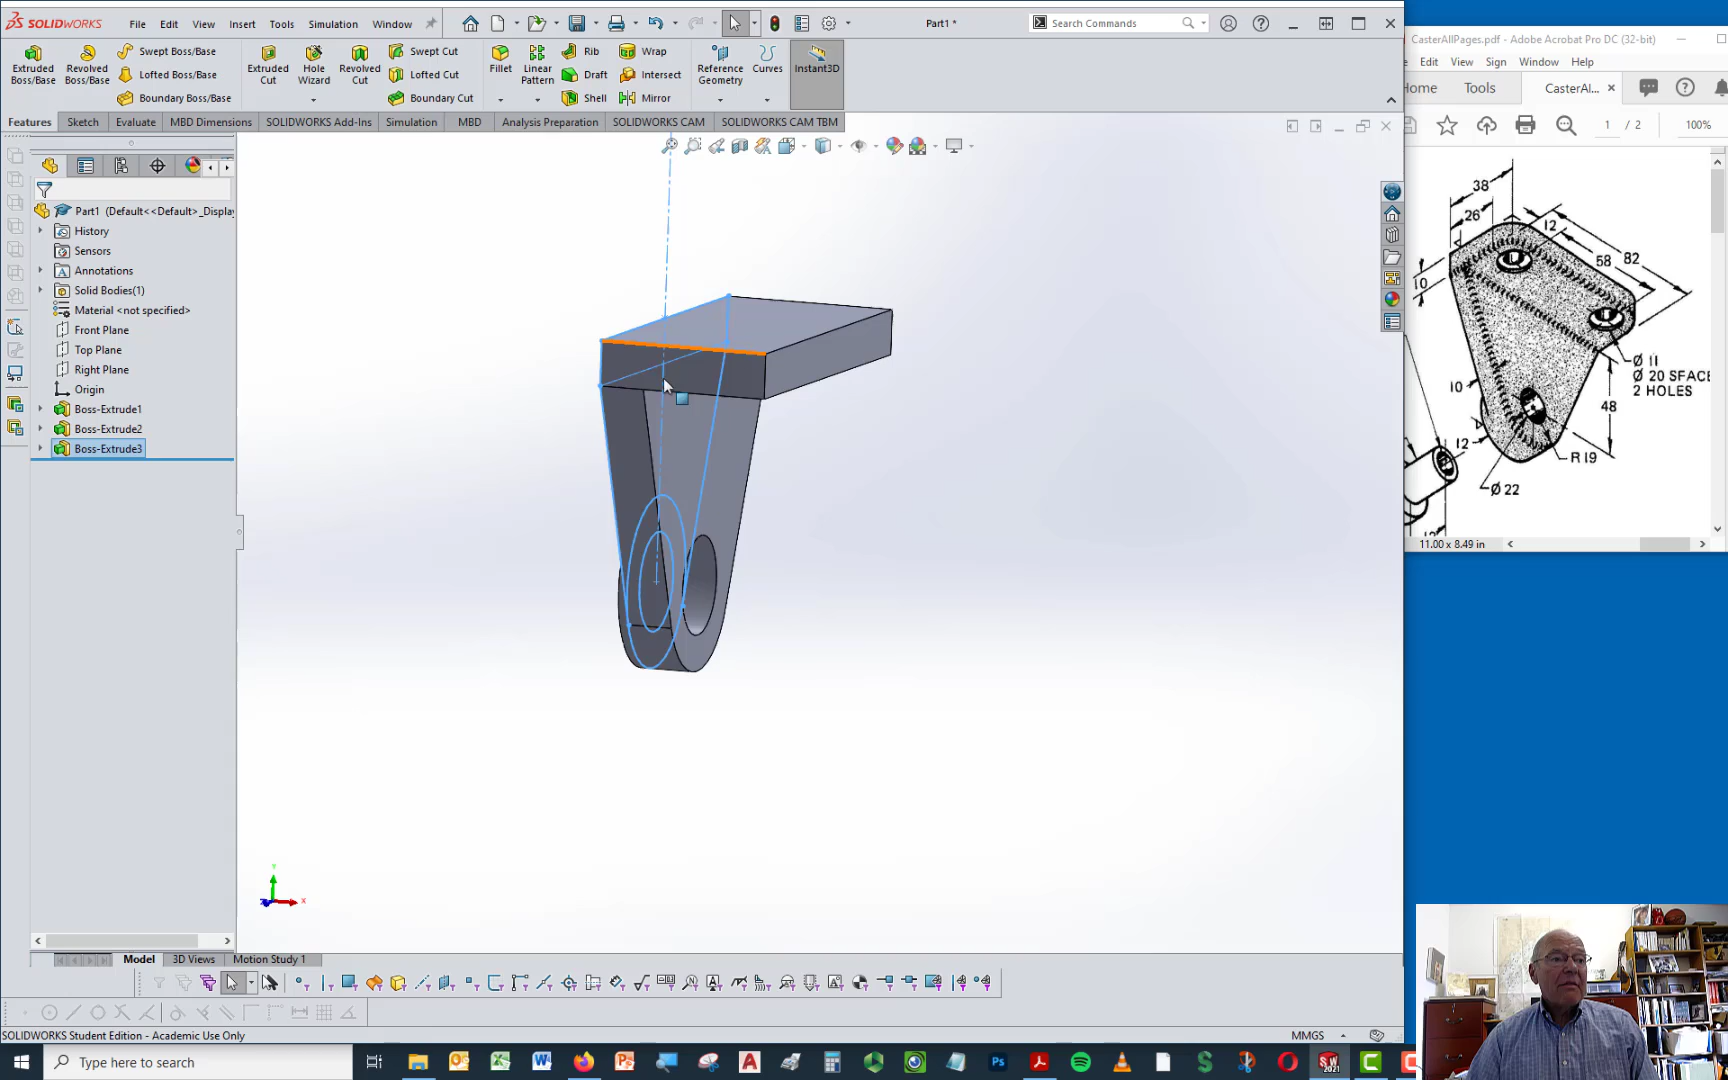 SOLIDWORKS
File Edit View Insert Tools Simulation Window
Part1 *
Search Commands
Extruded Boss/Base
Revolved Boss/Base
Swept Boss/Base
Lofted Boss/Base
Boundary Boss/Base
Extruded Cut
Hole Wizard
Revolved Cut
Swept Cut
Lofted Cut
Boundary Cut
Fillet
Linear Pattern
Rib
Draft
Shell
Wrap
Intersect
Mirror
Reference Geometry
Curves
Instant3D
Features Sketch Evaluate MBD Dimensions SOLIDWORKS Add-Ins Simulation MBD Analysis Preparation SOLIDWORKS CAM SOLIDWORKS CAM TBM
Part1 (Default<<Default>_Display
History
Sensors
Annotations
Solid Bodies(1)
Material <not specified>
Front Plane
Top Plane
Right Plane
Origin
Boss-Extrude1
Boss-Extrude2
Boss-Extrude3
Y
X
Model 3D Views Motion Study 1
SOLIDWORKS Student Edition - Academic Use Only
MMGS
Type here to search
CasterAllPages.pdf - Adobe Acrobat Pro DC (32-bit)
Edit View Sign Window Help
Home Tools CasterAl...
1 / 2 100%
38
26
12
58
82
10
Ø 11
Ø 20 SFACE
2 HOLES
10
48
12
R 19
Ø 22
11.00 x 8.49 in